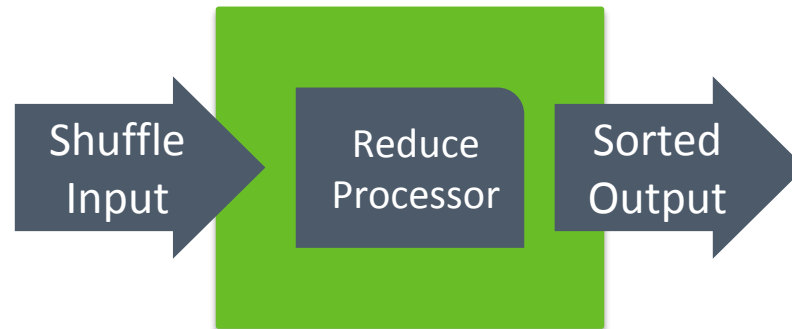 Shuffle
Input
Reduce
Processor
Sorted
Output